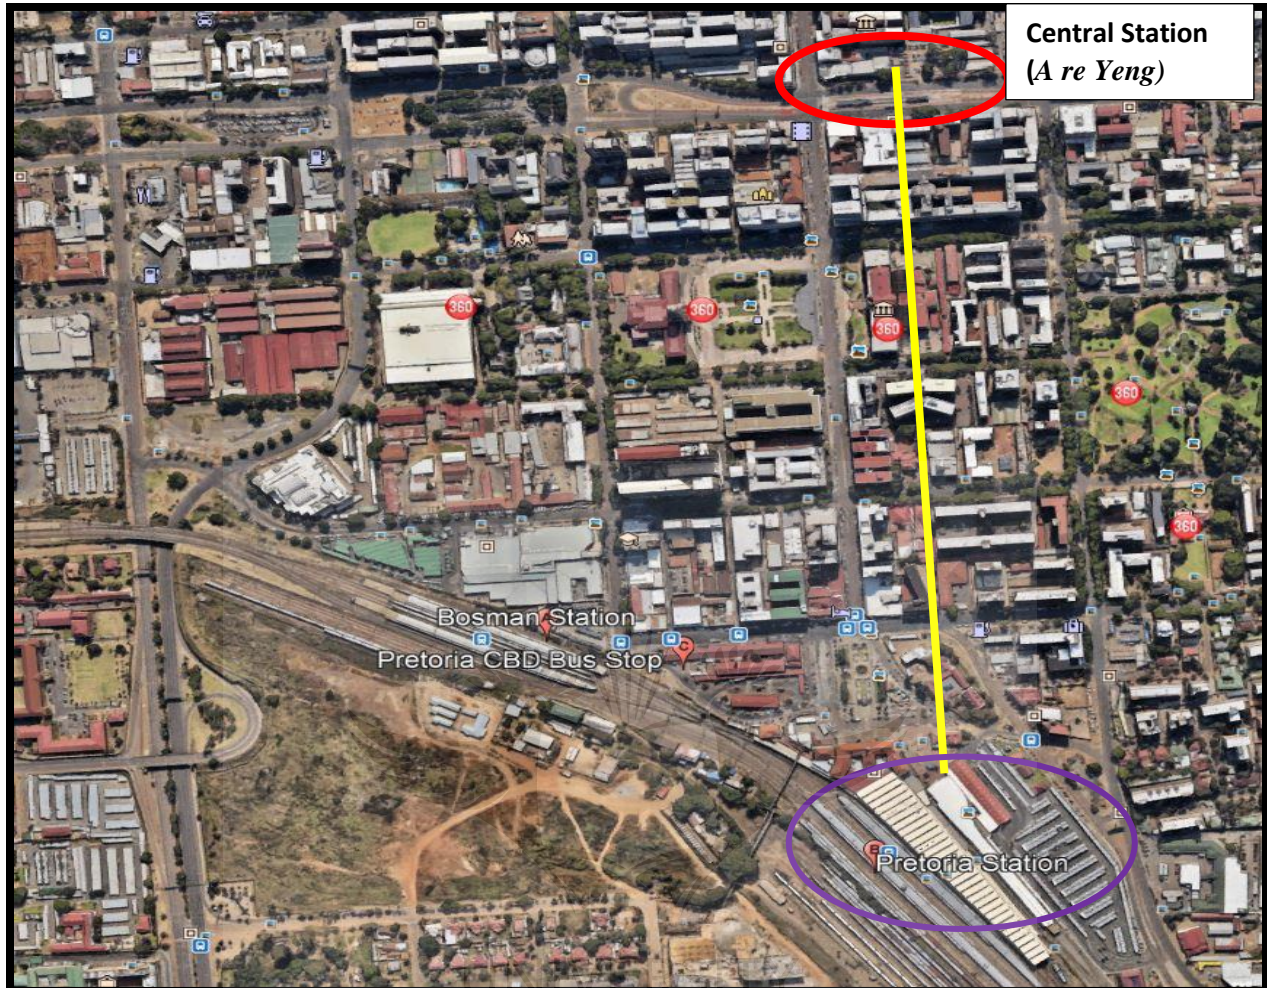 Central Station
(A re Yeng)
360
360
360
360
360
Bosman Station
A
C
Pretoria CBD Bus Stop
B
Pretoria Station